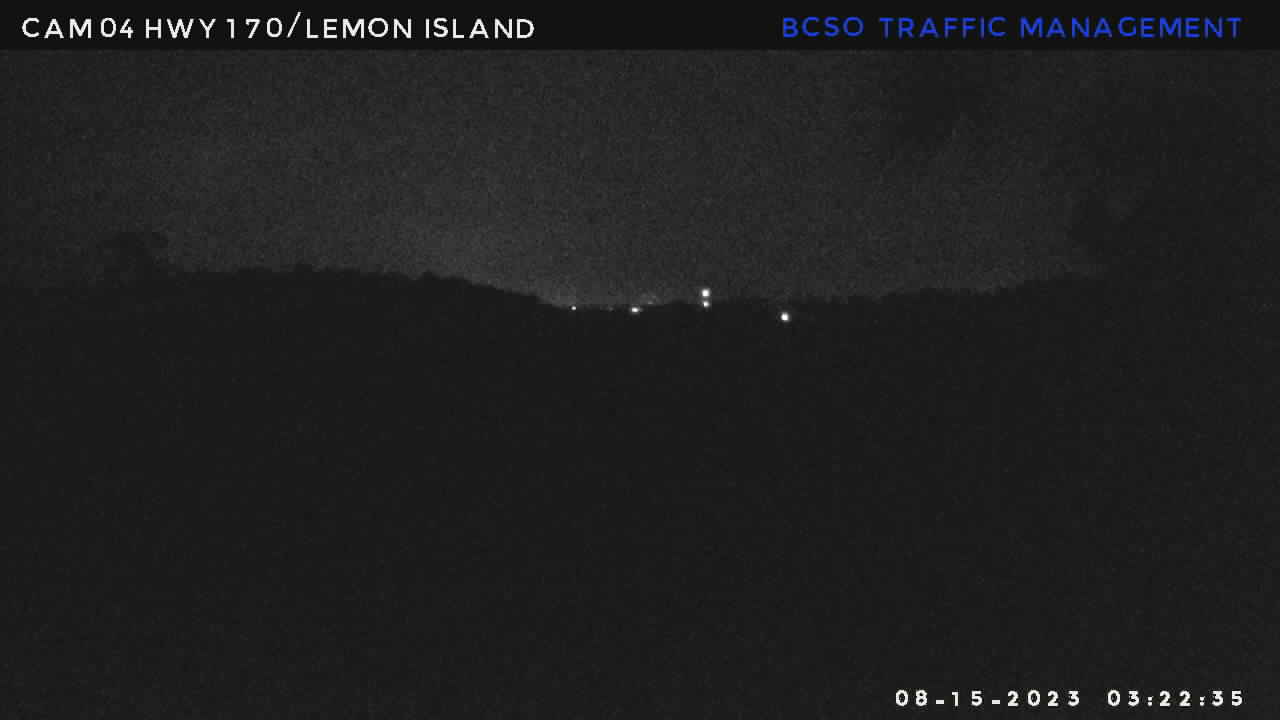 CAM04 HWY 170/LEMON ISLAND
BCSO TRAFFIC MANAGEMENT
08-15-2023 03:22:35